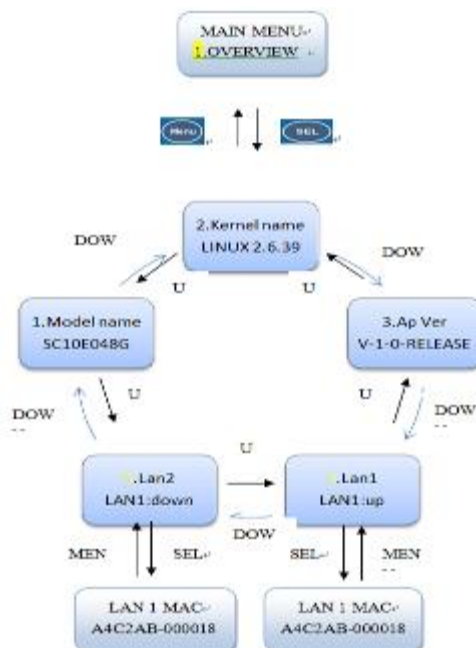 MAIN MENU
1.OVERVIEW
Menu
SEL
2.Kernel name
LINUX 2.6.39
DOW
DOW
U
U
1.Model name
SC10E048G
3.Ap Ver
V-1-0-RELEASE
U
U
DOW
DOW
U
.Lan2
LAN1:down
.Lan1
LAN1:up
DOW
MEN
SEL
SEL
MEN
LAN 1 MAC
A4C2AB-000018
LAN 1 MAC
A4C2AB-000018